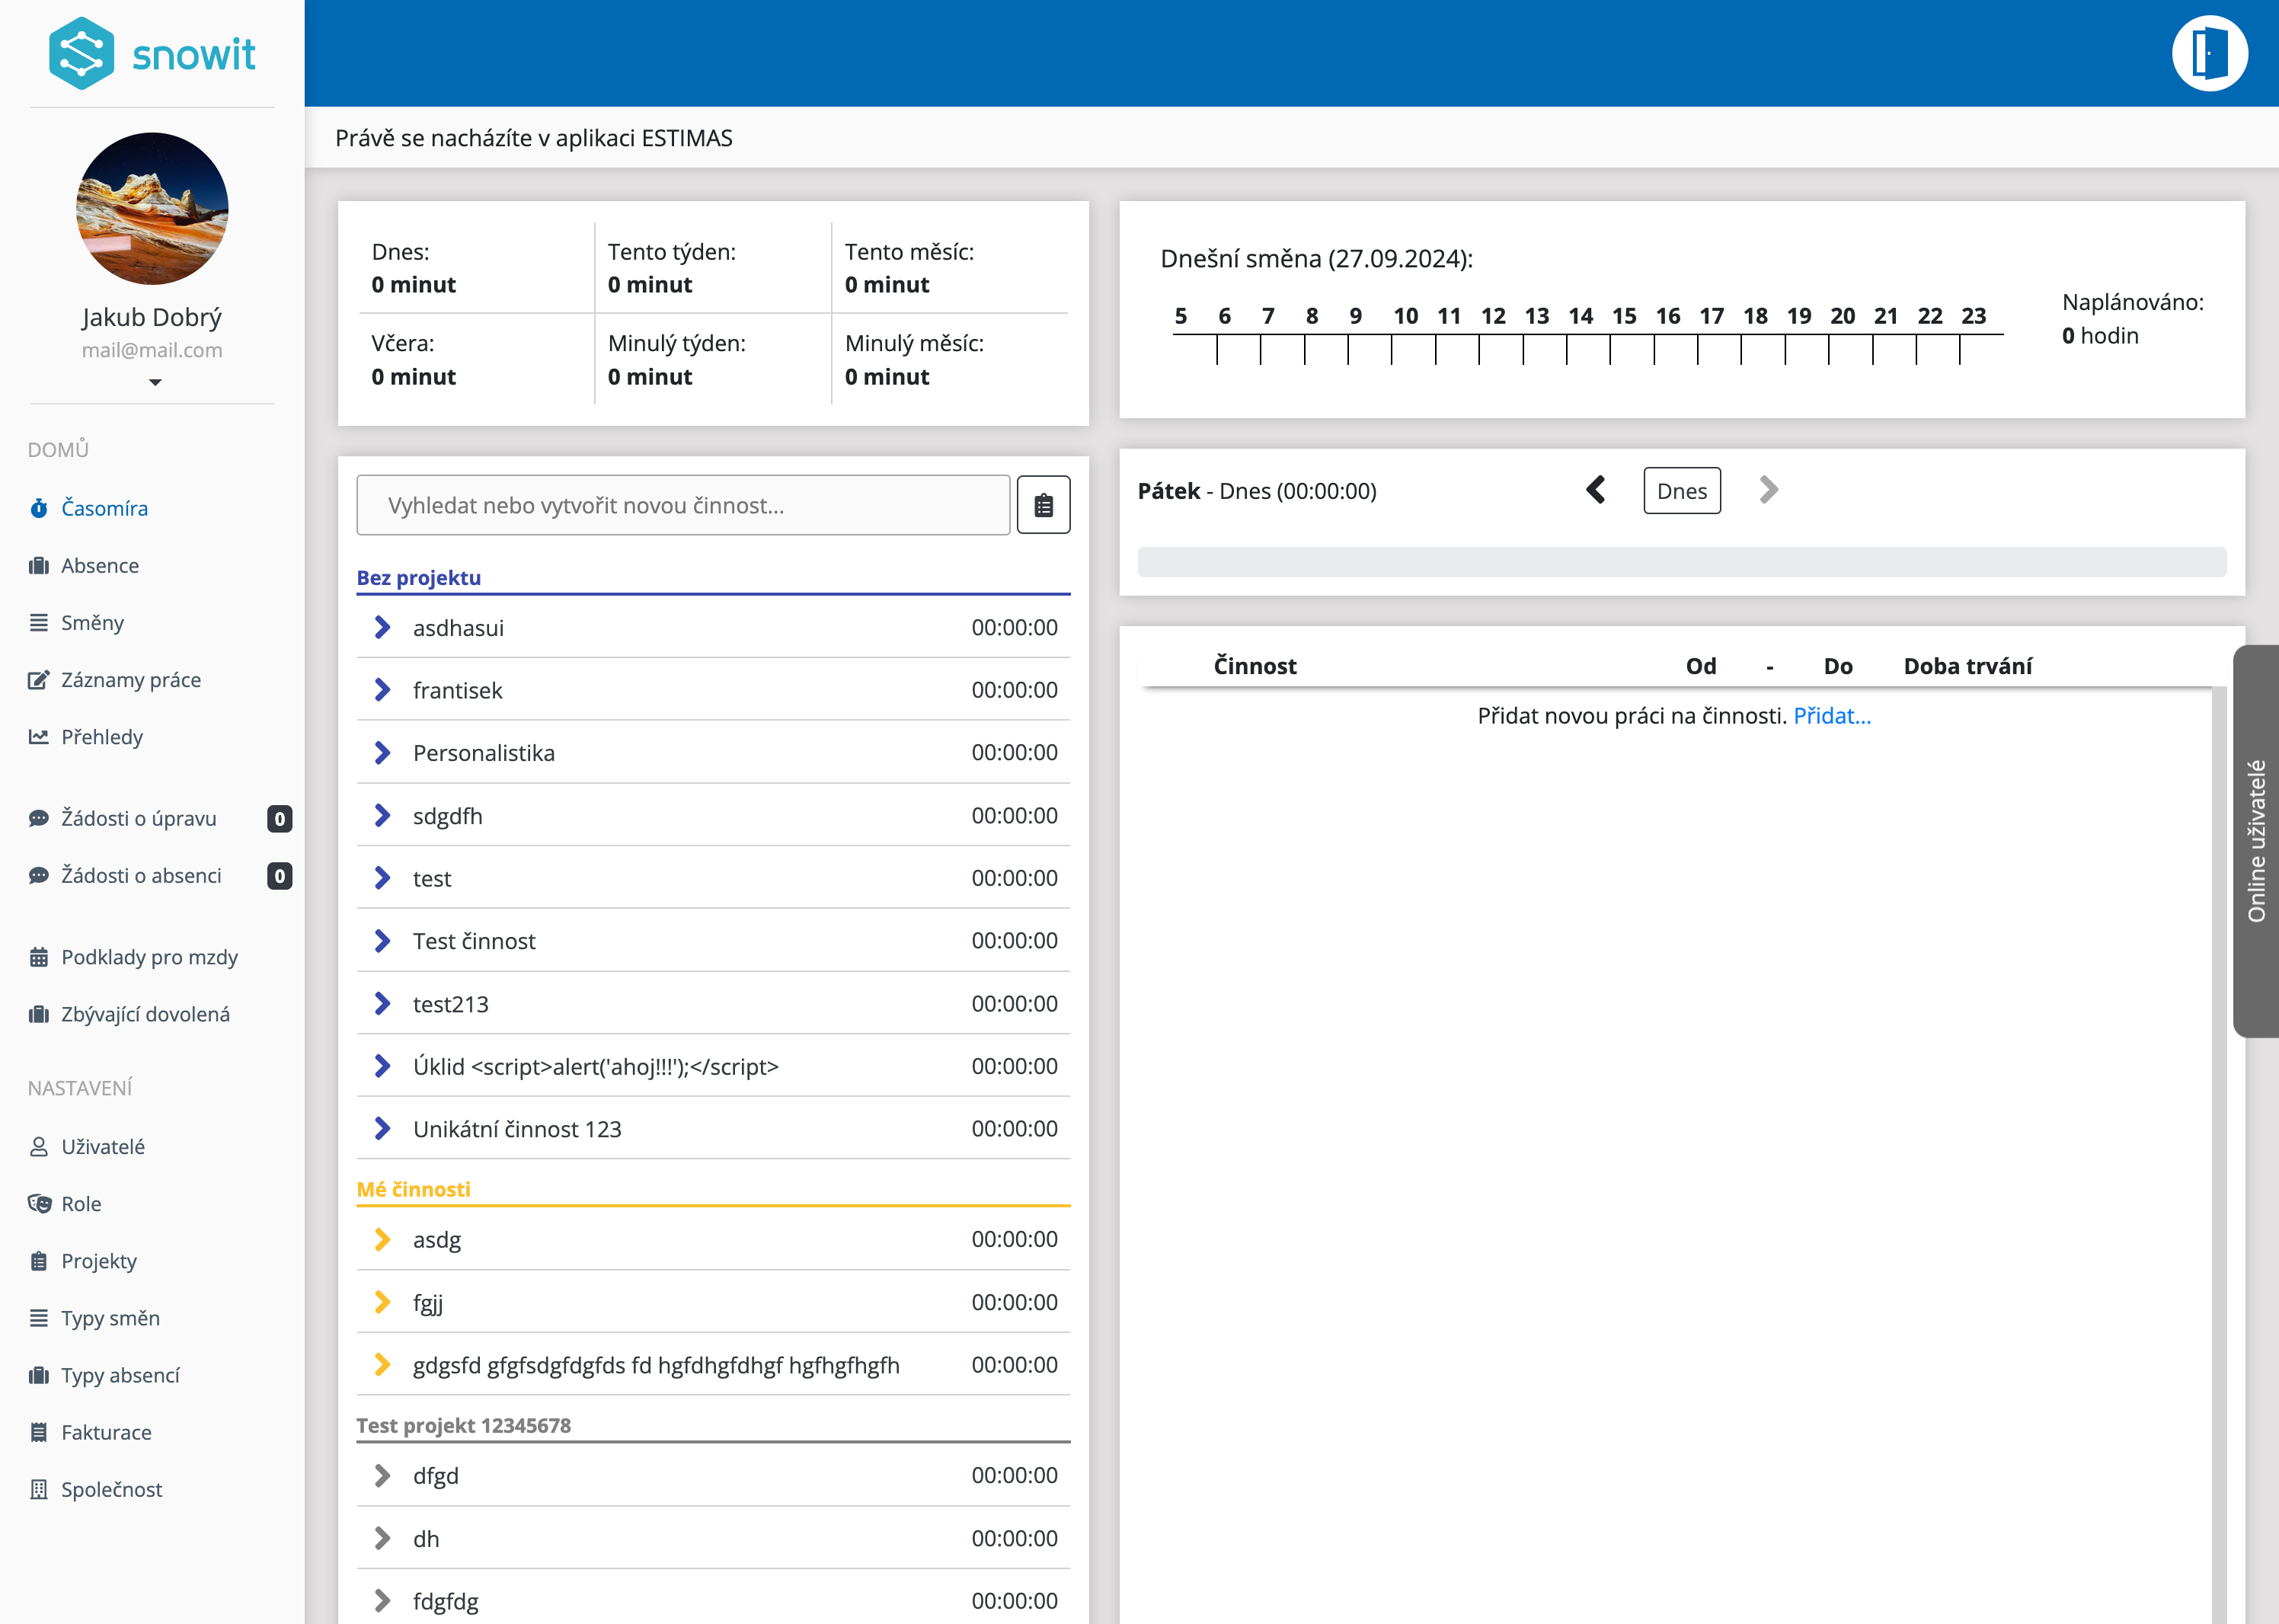 snowit
Jakub Dobrý
mail@mail.com
DOMŮ
Časomíra
Absence
Směny
Záznamy práce
Přehledy
Žádosti o úpravu 0
Žádosti o absenci 0
Podklady pro mzdy
Zbývající dovolená
NASTAVENÍ
Uživatelé
Role
Projekty
Typy směn
Typy absencí
Fakturace
Společnost
Právě se nacházíte v aplikaci ESTIMAS
Dnes:
0 minut
Tento týden:
0 minut
Tento měsíc:
0 minut
Včera:
0 minut
Minulý týden:
0 minut
Minulý měsíc:
0 minut
Vyhledat nebo vytvořit novou činnost...
Bez projektu
asdhasui 00:00:00
frantisek 00:00:00
Personalistika 00:00:00
sdgdfh 00:00:00
test 00:00:00
Test činnost 00:00:00
test213 00:00:00
Úklid <script>alert('ahoj!!!');</script> 00:00:00
Unikátní činnost 123 00:00:00
Mé činnosti
asdg 00:00:00
fgjj 00:00:00
gdgsfd gfgfsdgfdgfds fd hgfdhgfdhgf hgfhgfhgfh 00:00:00
Test projekt 12345678
dfgd 00:00:00
dh 00:00:00
fdgfdg 00:00:00
Dnešní směna (27.09.2024):
5 6 7 8 9 10 11 12 13 14 15 16 17 18 19 20 21 22 23
Naplánováno:
0 hodin
Pátek - Dnes (00:00:00)
Dnes
Činnost Od - Do Doba trvání
Přidat novou práci na činnosti. Přidat...
Online uživatelé